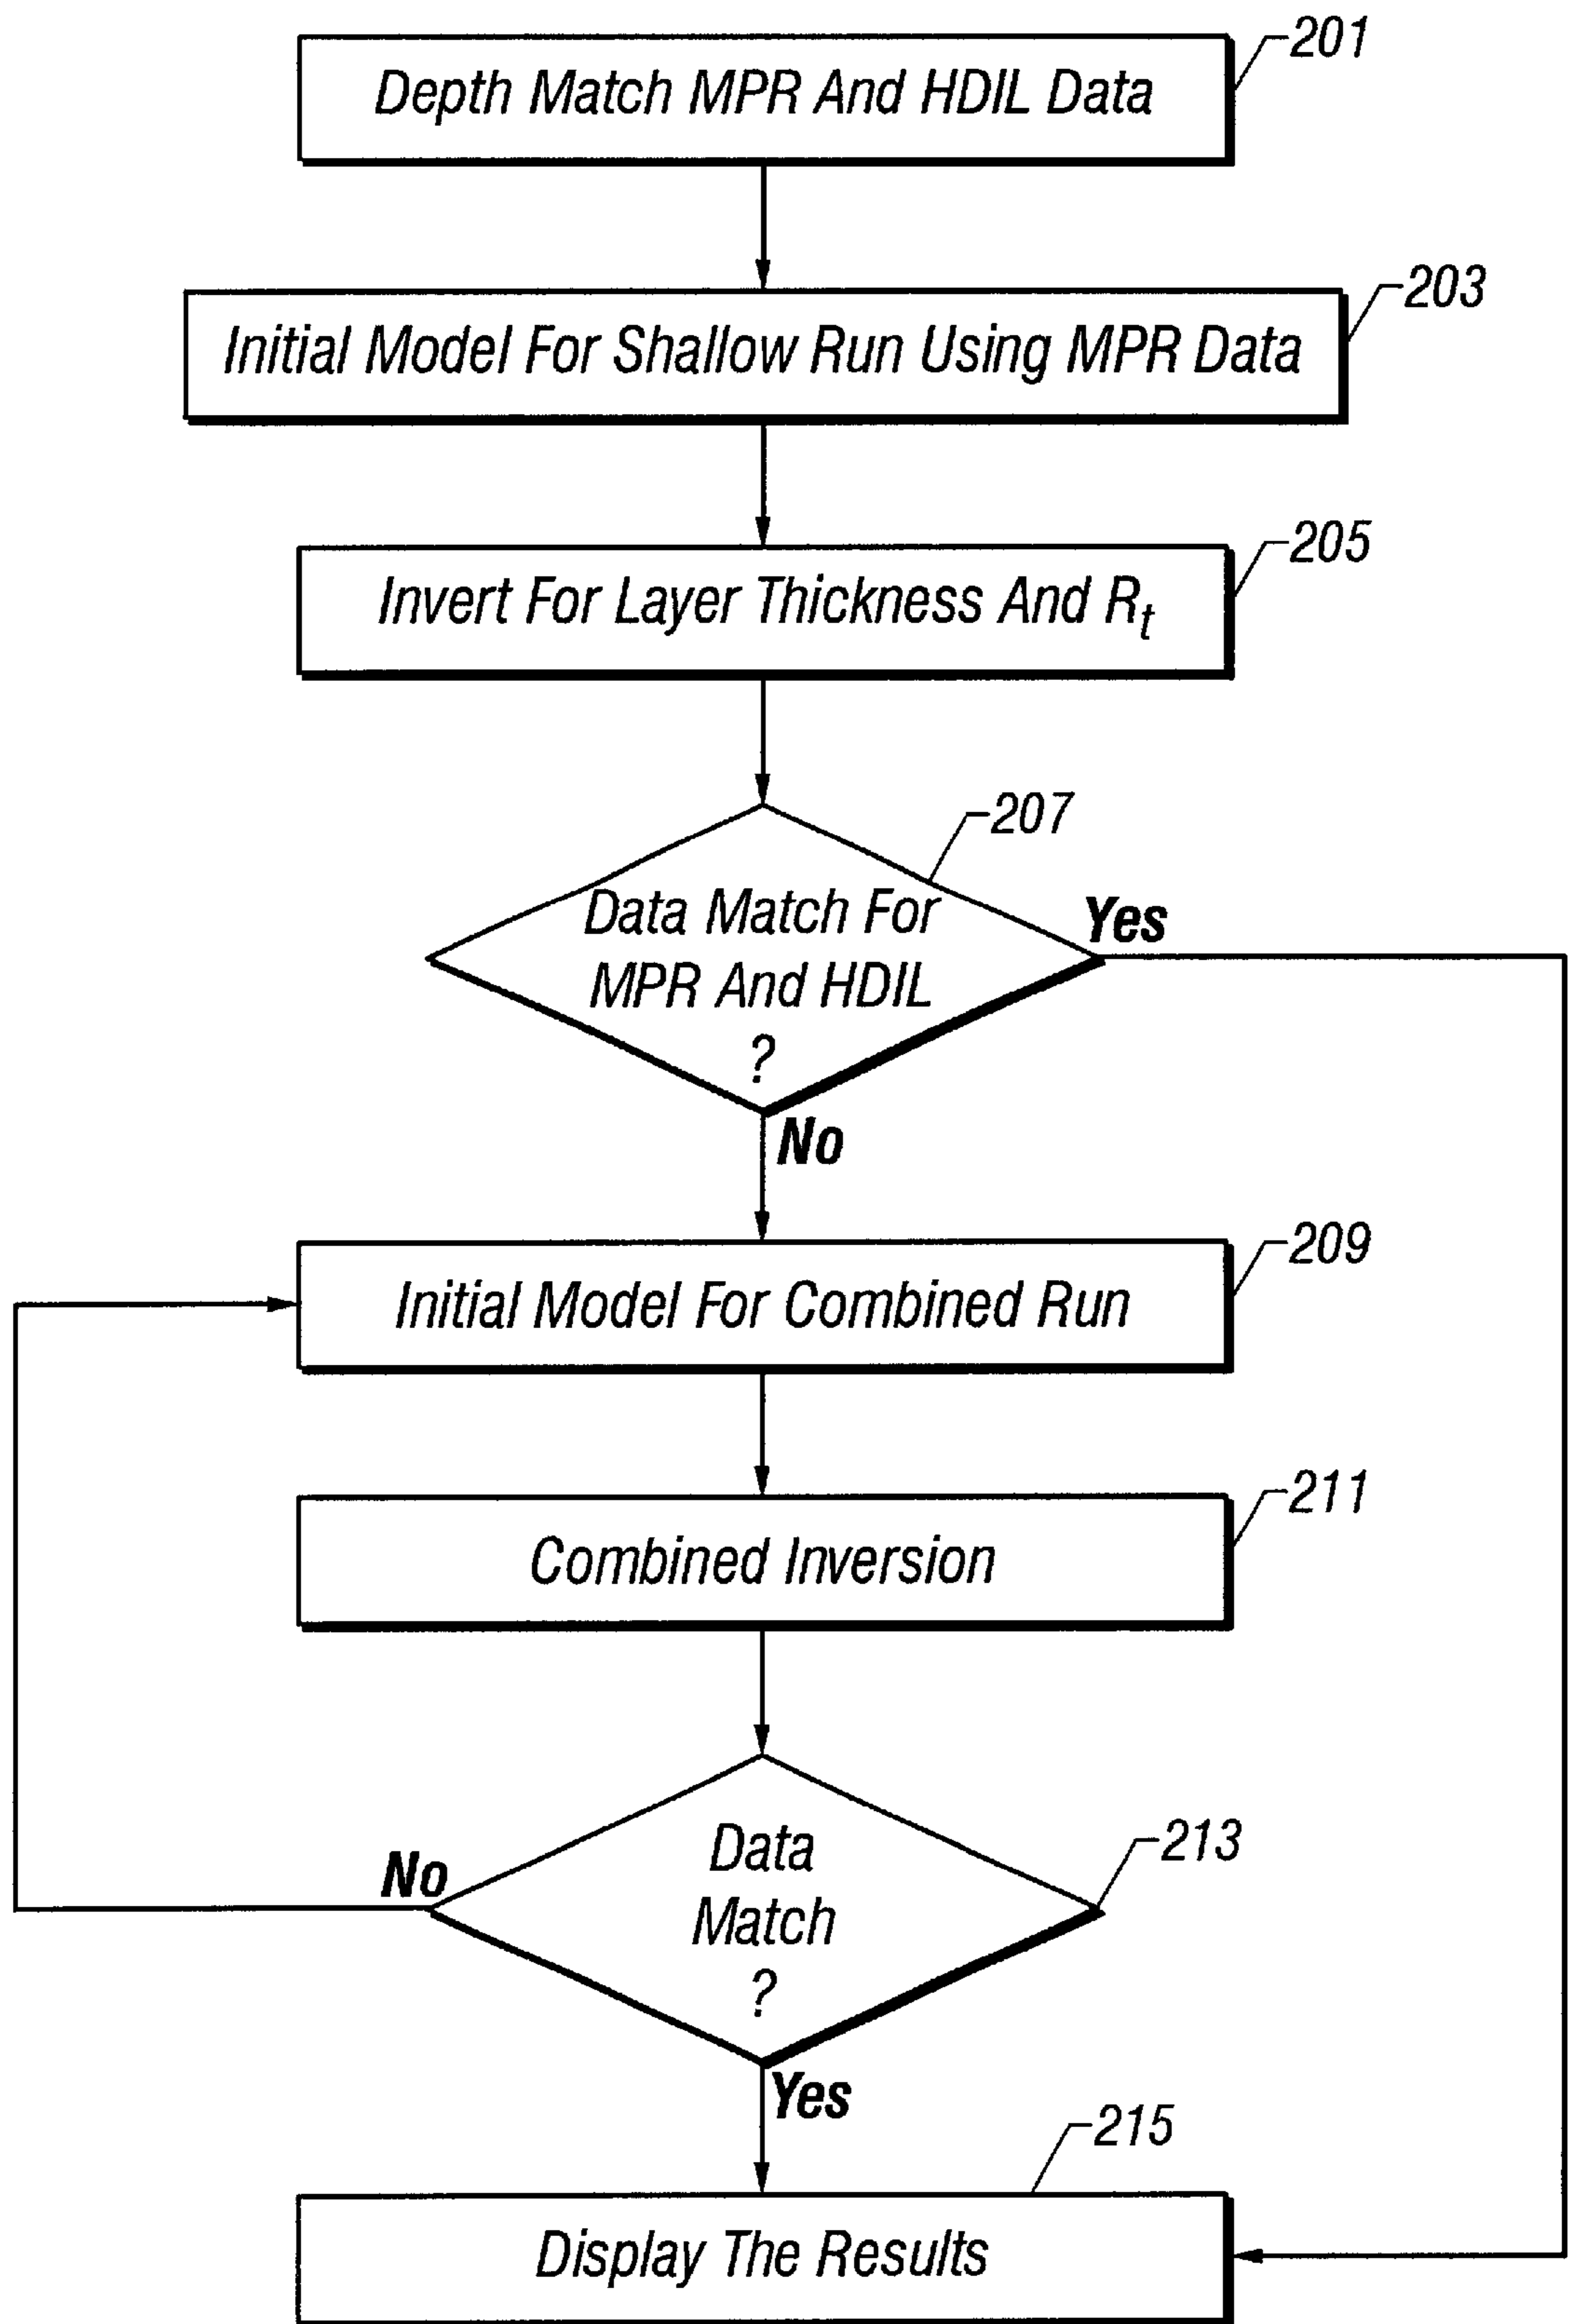 201
Depth Match MPR And HDIL Data
203
Initial Model For Shallow Run Using MPR Data
205
Invert For Layer Thickness And Rt
207
Data Match For
MPR And HDIL
?
Yes
No
209
Initial Model For Combined Run
211
Combined Inversion
213
Data
Match
?
No
Yes
215
Display The Results